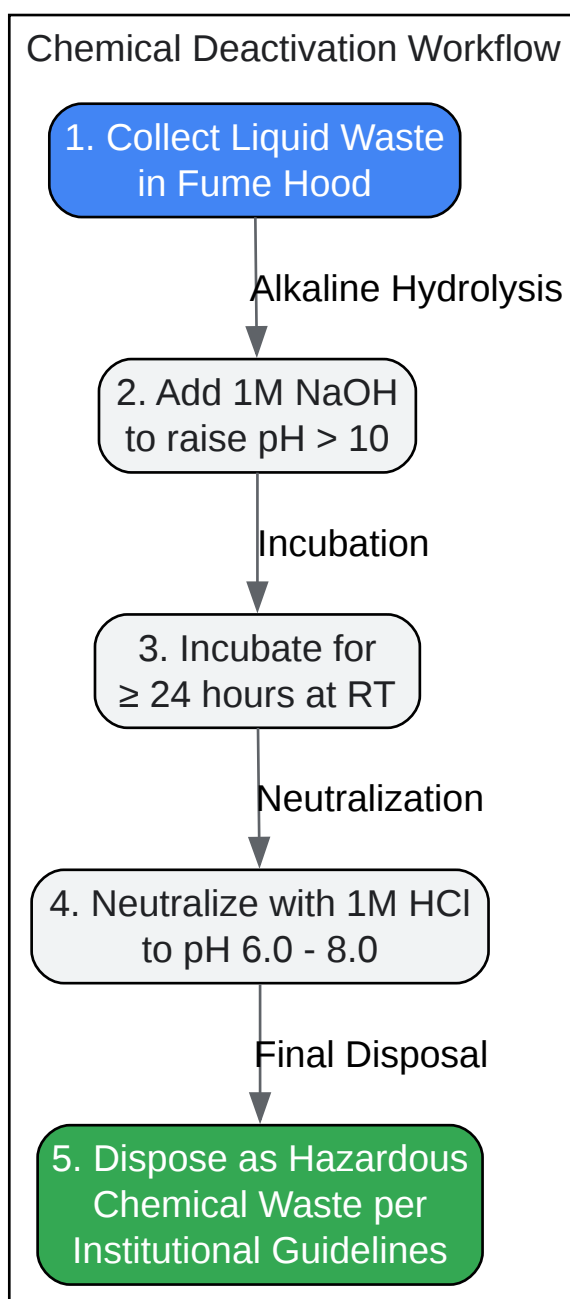 Chemical Deactivation Workflow
1. Collect Liquid Waste
in Fume Hood
Alkaline Hydrolysis
2. Add 1M NaOH
to raise pH > 10
Incubation
3. Incubate for
≥ 24 hours at RT
Neutralization
4. Neutralize with 1M HCl
to pH 6.0 - 8.0
Final Disposal
5. Dispose as Hazardous
Chemical Waste per
Institutional Guidelines